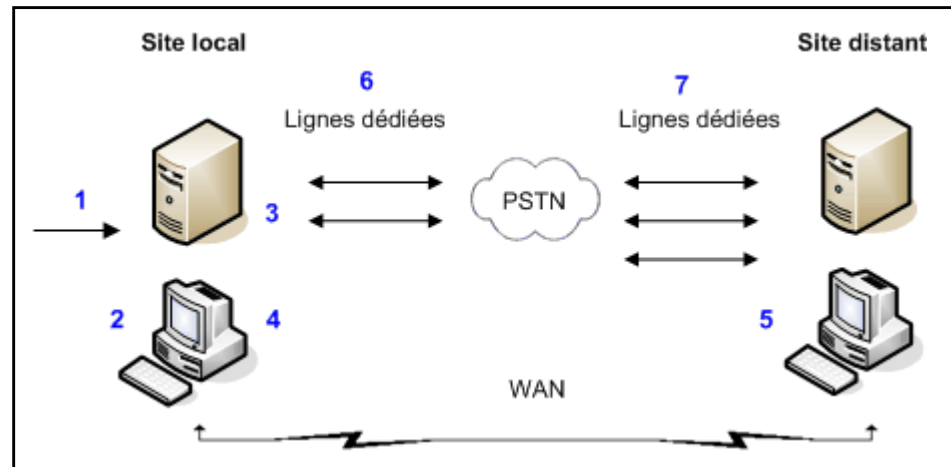 Site local
Site distant
6
7
Lignes dédiées
Lignes dédiées
1
3
PSTN
2
4
5
WAN